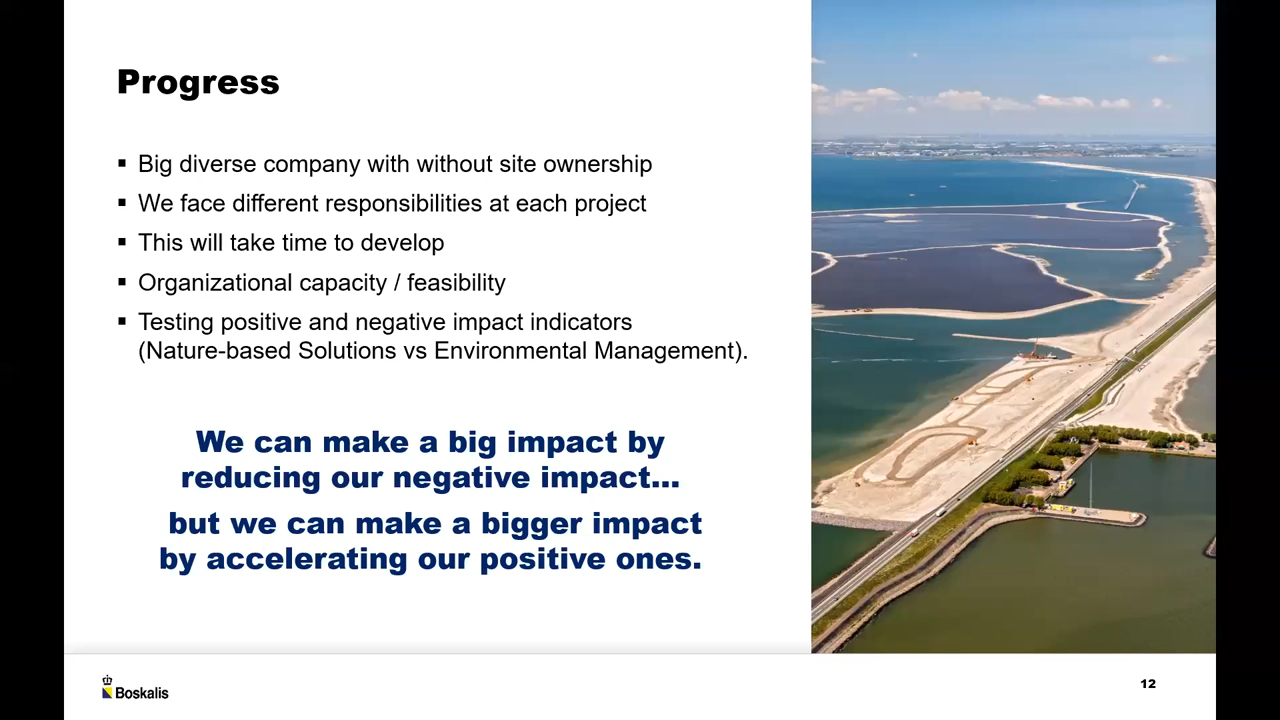 Progress
▪ Big diverse company with without site ownership
▪ We face different responsibilities at each project
▪ This will take time to develop
▪ Organizational capacity / feasibility
▪ Testing positive and negative impact indicators
(Nature-based Solutions vs Environmental Management).
We can make a big impact by
reducing our negative impact...
but we can make a bigger impact
by accelerating our positive ones.
Boskalis
12